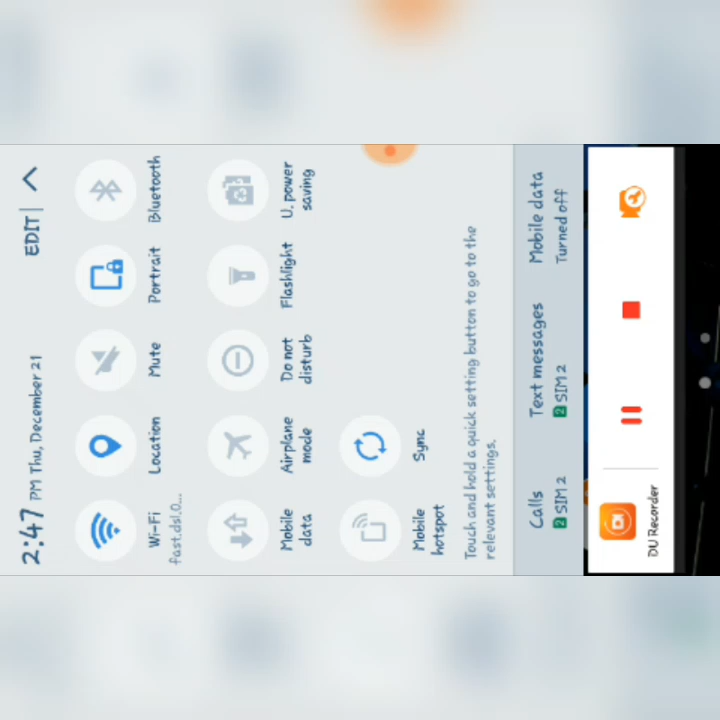 2:47 PM Thu, December 21
EDIT
Wi-Fi
fast.dsl.0...
Location
Mute
Portrait
Bluetooth
Mobile
data
Airplane
mode
Do not
disturb
Flashlight
U. power
saving
Mobile
hotspot
Sync
Touch and hold a quick setting button to go to the
relevant settings.
Calls
2 SIM 2
Text messages
2 SIM 2
Mobile data
Turned off
DU Recorder